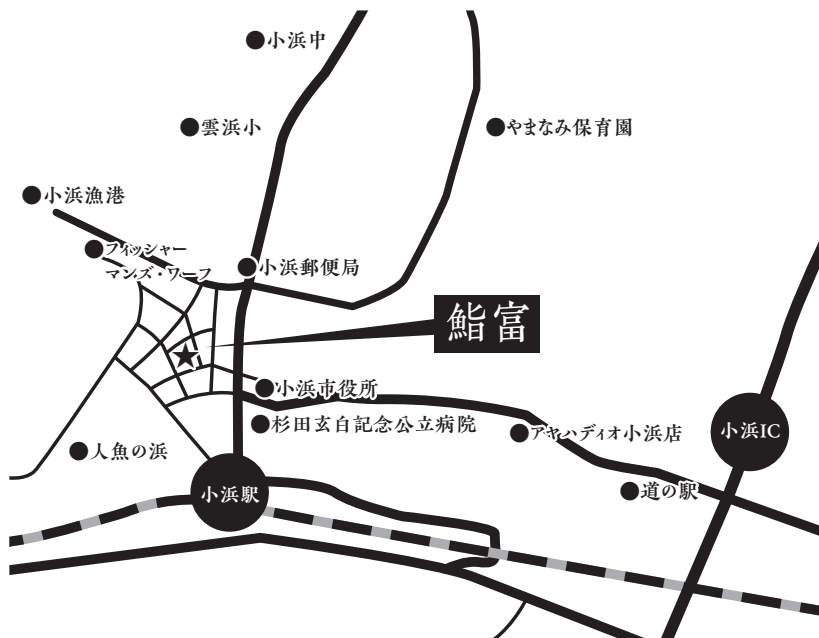 小浜中
雲浜小
やまなみ保育園
小浜漁港
フィッシャー
マンズ・ワーフ
小浜郵便局
鮨富
小浜市役所
杉田玄白記念公立病院
アヤハディオ小浜店
小浜IC
人魚の浜
小浜駅
道の駅